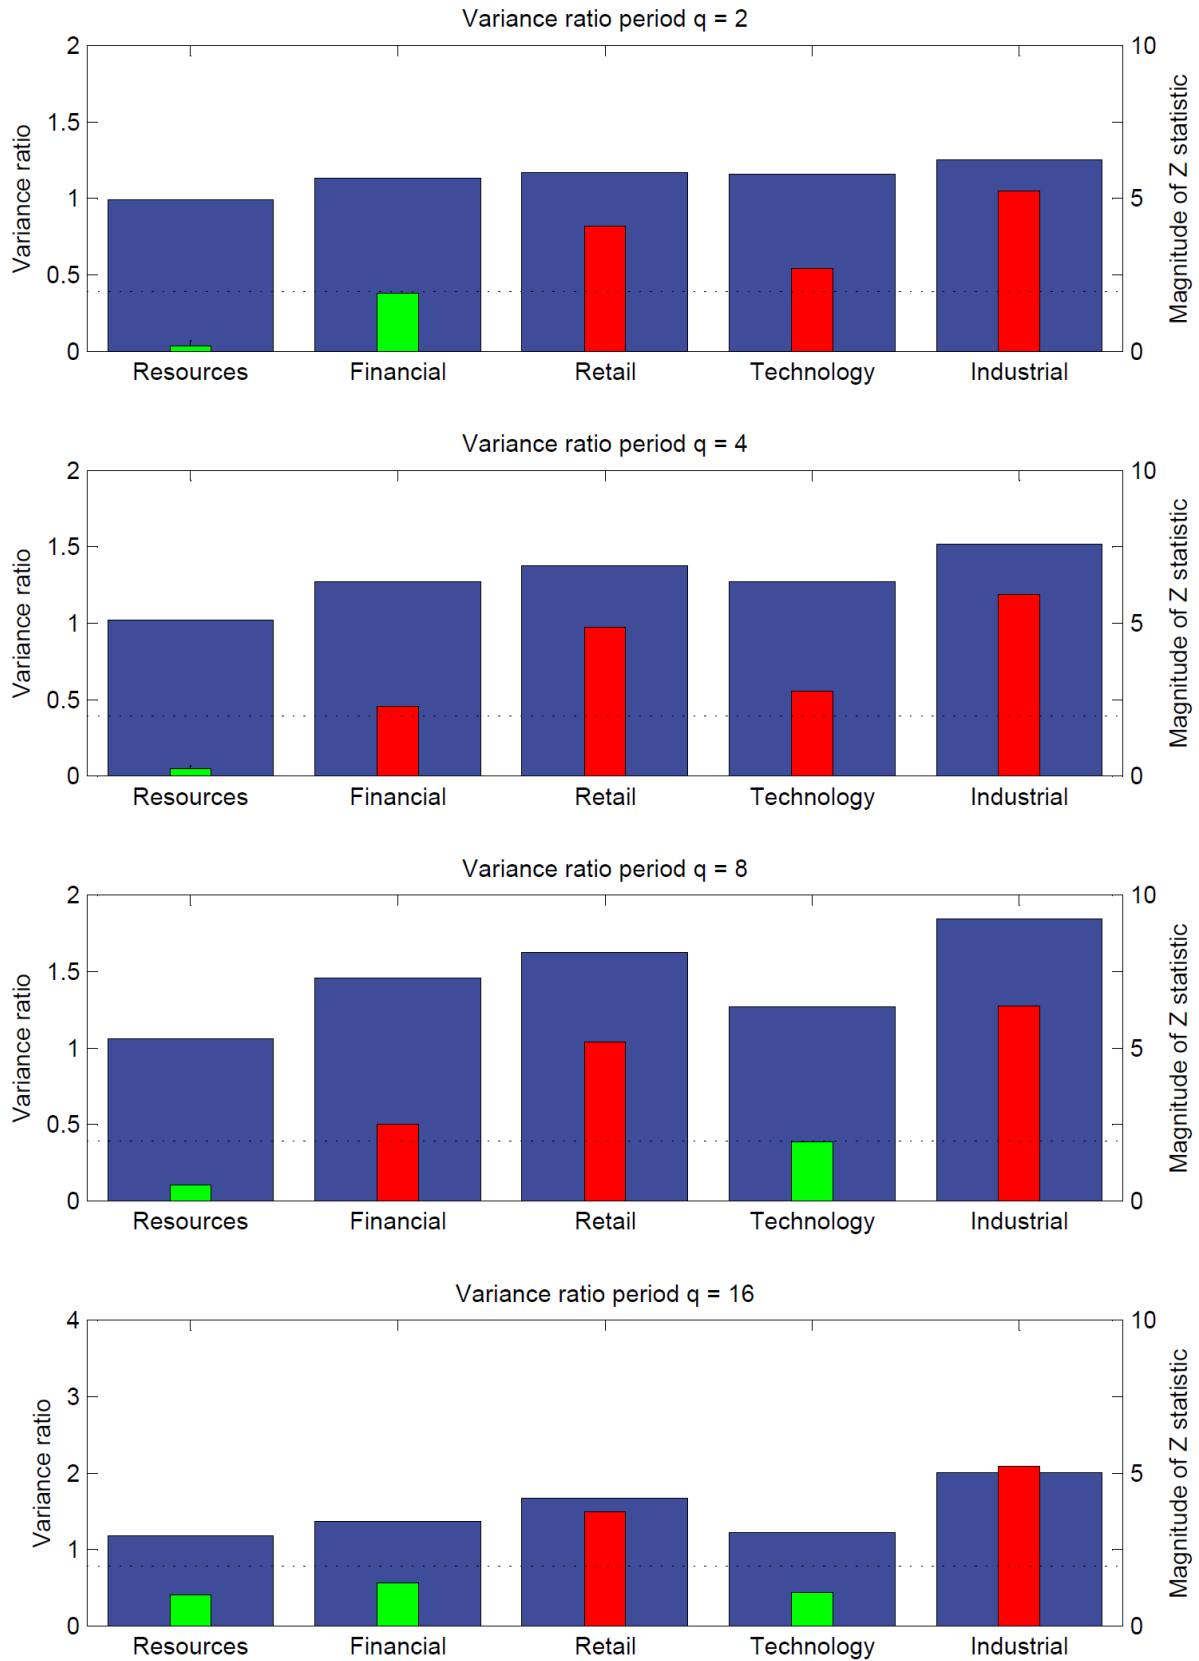 Variance ratio period q = 2
2
1.5
1
0.5
0
Variance ratio
10
5
0
Magnitude of Z statistic
Resources Financial Retail Technology Industrial
Variance ratio period q = 4
2
1.5
1
0.5
0
Variance ratio
10
5
0
Magnitude of Z statistic
Resources Financial Retail Technology Industrial
Variance ratio period q = 8
2
1.5
1
0.5
0
Variance ratio
10
5
0
Magnitude of Z statistic
Resources Financial Retail Technology Industrial
Variance ratio period q = 16
4
3
2
1
0
Variance ratio
10
5
0
Magnitude of Z statistic
Resources Financial Retail Technology Industrial